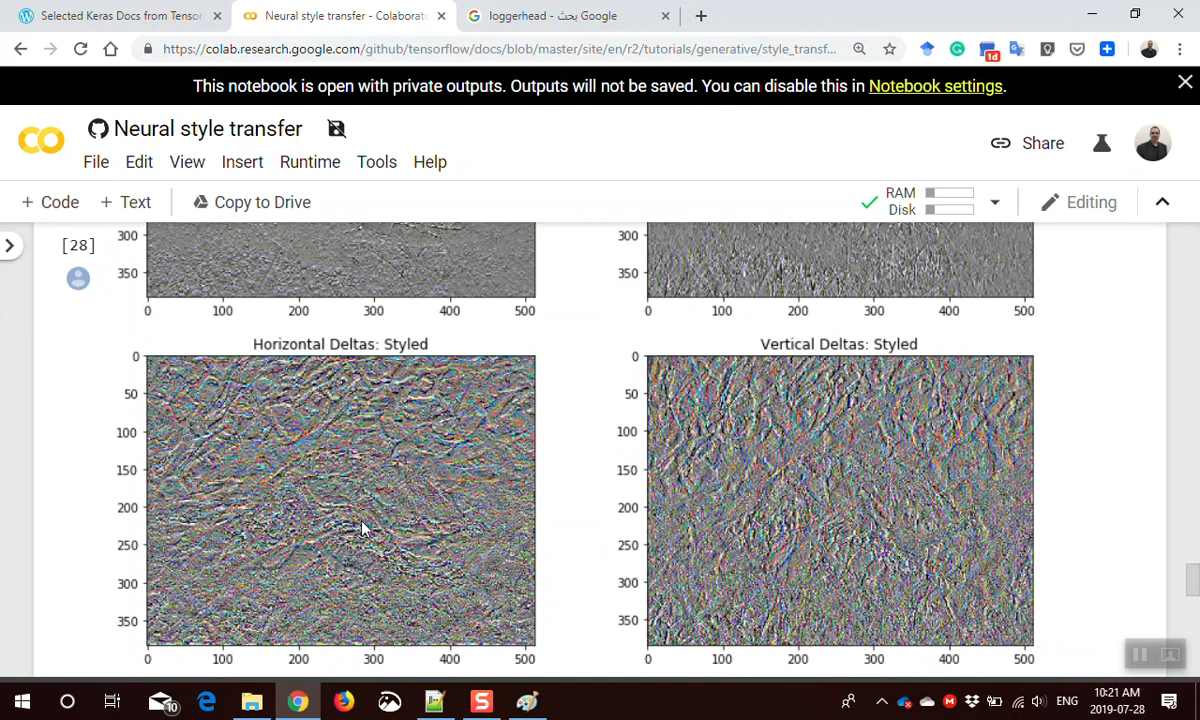 Selected Keras Docs from Tensor
Neural style transfer - Colaborat
loggerhead - بحث Google
https://colab.research.google.com/github/tensorflow/docs/blob/master/site/en/r2/tutorials/generative/style_transf...
1d
This notebook is open with private outputs. Outputs will not be saved. You can disable this in Notebook settings.
Neural style transfer
File Edit View Insert Runtime Tools Help
Share
+ Code + Text Copy to Drive
RAM
Disk
Editing
[28]
300
350
0 100 200 300 400 500
300
350
0 100 200 300 400 500
Horizontal Deltas: Styled
0
50
100
150
200
250
300
350
0 100 200 300 400 500
Vertical Deltas: Styled
0
50
100
150
200
250
300
350
0 100 200 300 400 500
10
ENG
10:21 AM
2019-07-28